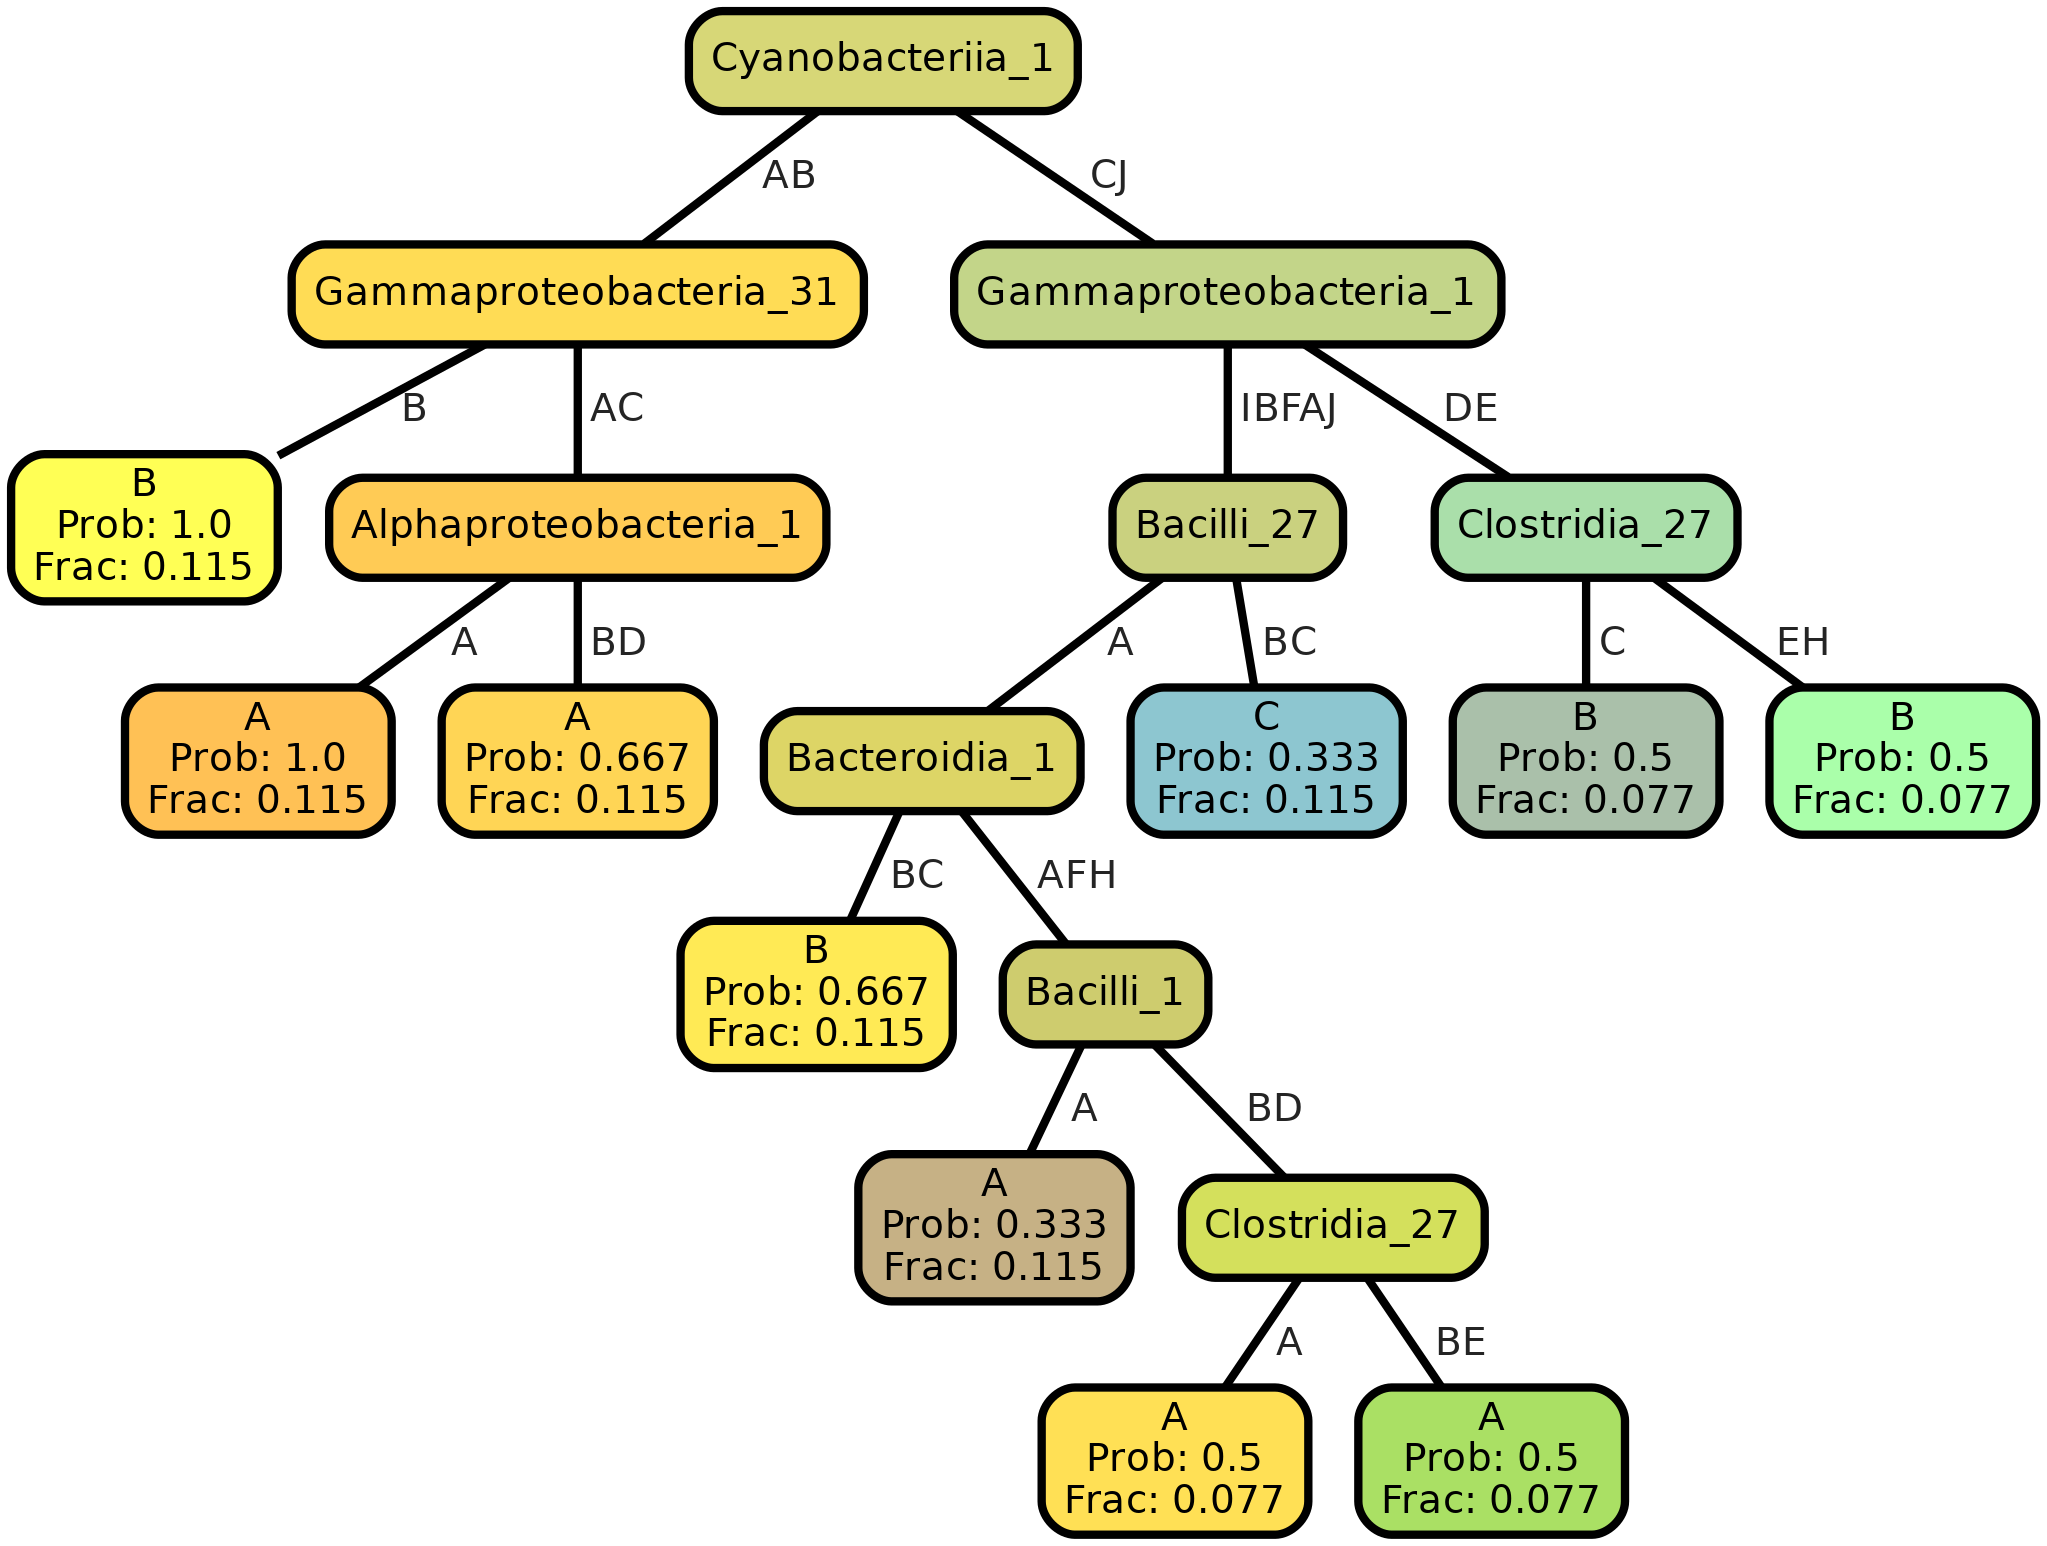 Cyanobacteriia_1
AB
CJ
Gammaproteobacteria_31
Gammaproteobacteria_1
B
AC
IBFAJ
DE
B
Prob: 1.0
Frac: 0.115
Alphaproteobacteria_1
Bacilli_27
Clostridia_27
A
BD
A
BC
C
EH
A
Prob: 1.0
Frac: 0.115
A
Prob: 0.667
Frac: 0.115
Bacteroidia_1
C
Prob: 0.333
Frac: 0.115
B
Prob: 0.5
Frac: 0.077
B
Prob: 0.5
Frac: 0.077
BC
AFH
B
Prob: 0.667
Frac: 0.115
Bacilli_1
A
BD
A
Prob: 0.333
Frac: 0.115
Clostridia_27
A
BE
A
Prob: 0.5
Frac: 0.077
A
Prob: 0.5
Frac: 0.077